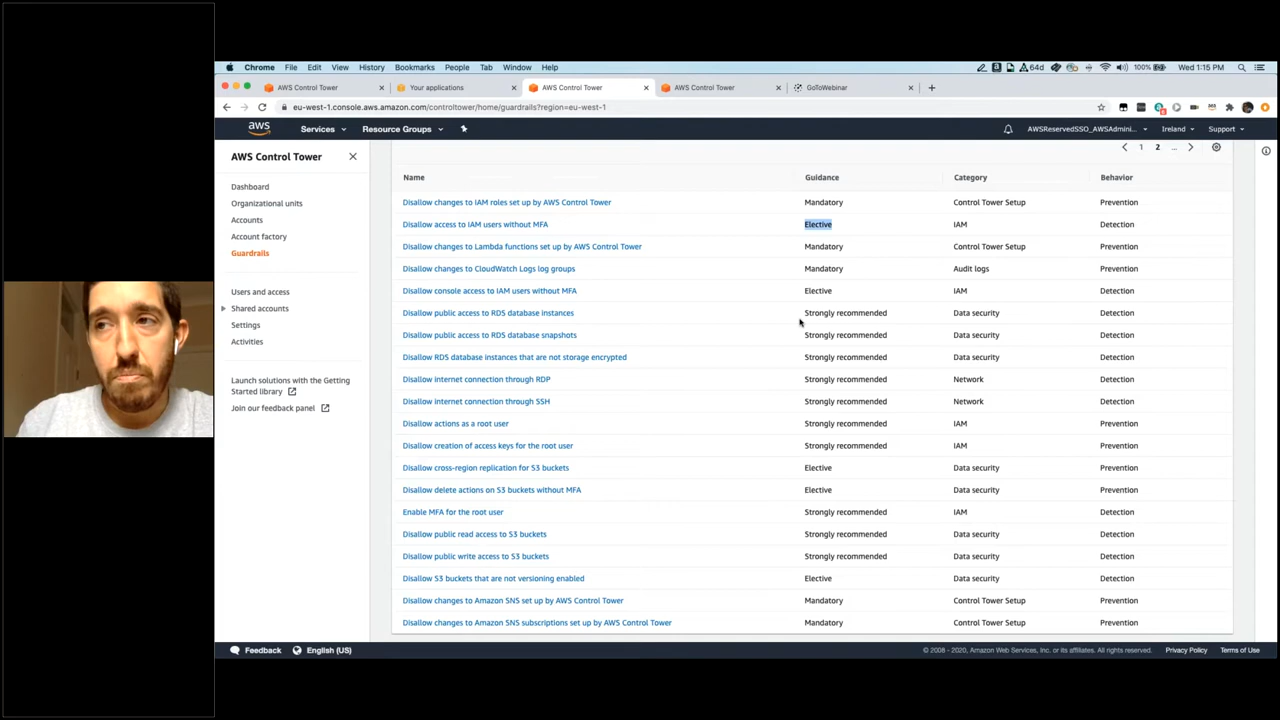 Chrome File Edit View History Bookmarks People Tab Window Help 64d 100% Wed 1:15 PM
AWS Control Tower Your applications AWS Control Tower AWS Control Tower GoToWebinar
eu-west-1.console.aws.amazon.com/controltower/home/guardrails?region=eu-west-1
aws Services Resource Groups AWSReservedSSO_AWSAdmini... Ireland Support
AWS Control Tower
Dashboard
Organizational units
Accounts
Account factory
Guardrails
Users and access
Shared accounts
Settings
Activities
Launch solutions with the Getting
Started library
Join our feedback panel
1 2 ...
Name Guidance Category Behavior
Disallow changes to IAM roles set up by AWS Control Tower Mandatory Control Tower Setup Prevention
Disallow access to IAM users without MFA Elective IAM Detection
Disallow changes to Lambda functions set up by AWS Control Tower Mandatory Control Tower Setup Prevention
Disallow changes to CloudWatch Logs log groups Mandatory Audit logs Prevention
Disallow console access to IAM users without MFA Elective IAM Detection
Disallow public access to RDS database instances Strongly recommended Data security Detection
Disallow public access to RDS database snapshots Strongly recommended Data security Detection
Disallow RDS database instances that are not storage encrypted Strongly recommended Data security Detection
Disallow internet connection through RDP Strongly recommended Network Detection
Disallow internet connection through SSH Strongly recommended Network Detection
Disallow actions as a root user Strongly recommended IAM Prevention
Disallow creation of access keys for the root user Strongly recommended IAM Prevention
Disallow cross-region replication for S3 buckets Elective Data security Prevention
Disallow delete actions on S3 buckets without MFA Elective Data security Prevention
Enable MFA for the root user Strongly recommended IAM Detection
Disallow public read access to S3 buckets Strongly recommended Data security Detection
Disallow public write access to S3 buckets Strongly recommended Data security Detection
Disallow S3 buckets that are not versioning enabled Elective Data security Detection
Disallow changes to Amazon SNS set up by AWS Control Tower Mandatory Control Tower Setup Prevention
Disallow changes to Amazon SNS subscriptions set up by AWS Control Tower Mandatory Control Tower Setup Prevention
Feedback English (US) © 2008 - 2020, Amazon Web Services, Inc. or its affiliates. All rights reserved. Privacy Policy Terms of Use